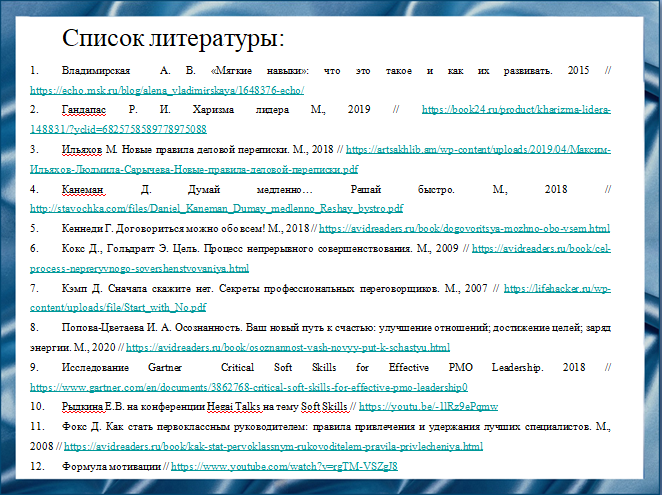 Список литературы:
1. Владимирская А. В. «Мягкие навыки»: что это такое и как их развивать. 2015 //
https://echo.msk.ru/blog/alena_vladimirskaya/1648376-echo/
2. Гандапас Р. И. Харизма лидера М., 2019 // https://book24.ru/product/kharizma-lidera-
148831/?yclid=6825758589778975088
3. Ильяхов М. Новые правила деловой переписки. М., 2018 // https://artsakhlib.am/wp-content/uploads/2019/04/Максим-
Ильяхов-Людмила-Сарычева-Новые-правила-деловой-переписки.pdf
4. Канеман Д. Думай медленно… Решай быстро. М., 2018 //
http://stavochka.com/files/Daniel_Kaneman_Dumay_medlenno_Reshay_bystro.pdf
5. Кеннеди Г. Договориться можно обо всем! М., 2018 // https://avidreaders.ru/book/dogovoritsya-mozhno-obo-vsem.html
6. Кокс Д., Гольдратт Э. Цель. Процесс непрерывного совершенствования. М., 2009 // https://avidreaders.ru/book/cel-
process-nepreryvnogo-sovershenstvovaniya.html
7. Кэмп Д. Сначала скажите нет. Секреты профессиональных переговорщиков. М., 2007 // https://lifehacker.ru/wp-
content/uploads/file/Start_with_No.pdf
8. Попова-Цветаева И. А. Осознанность. Ваш новый путь к счастью: улучшение отношений; достижение целей; заряд
энергии. М., 2020 // https://avidreaders.ru/book/osoznannost-vash-novyy-put-k-schastyu.html
9. Исследование Gartner Critical Soft Skills for Effective PMO Leadership. 2018 //
https://www.gartner.com/en/documents/3862768-critical-soft-skills-for-effective-pmo-leadership0
10. Рыдкина Е.В. на конференции Hegai Talks на тему Soft Skills // https://youtu.be/-1lRz9ePqmw
11. Фокс Д. Как стать первоклассным руководителем: правила привлечения и удержания лучших специалистов. М.,
2008 // https://avidreaders.ru/book/kak-stat-pervoklassnym-rukovoditelem-pravila-privlecheniya.html
12. Формула мотивации // https://www.youtube.com/watch?v=rgTM-VSZgJ8